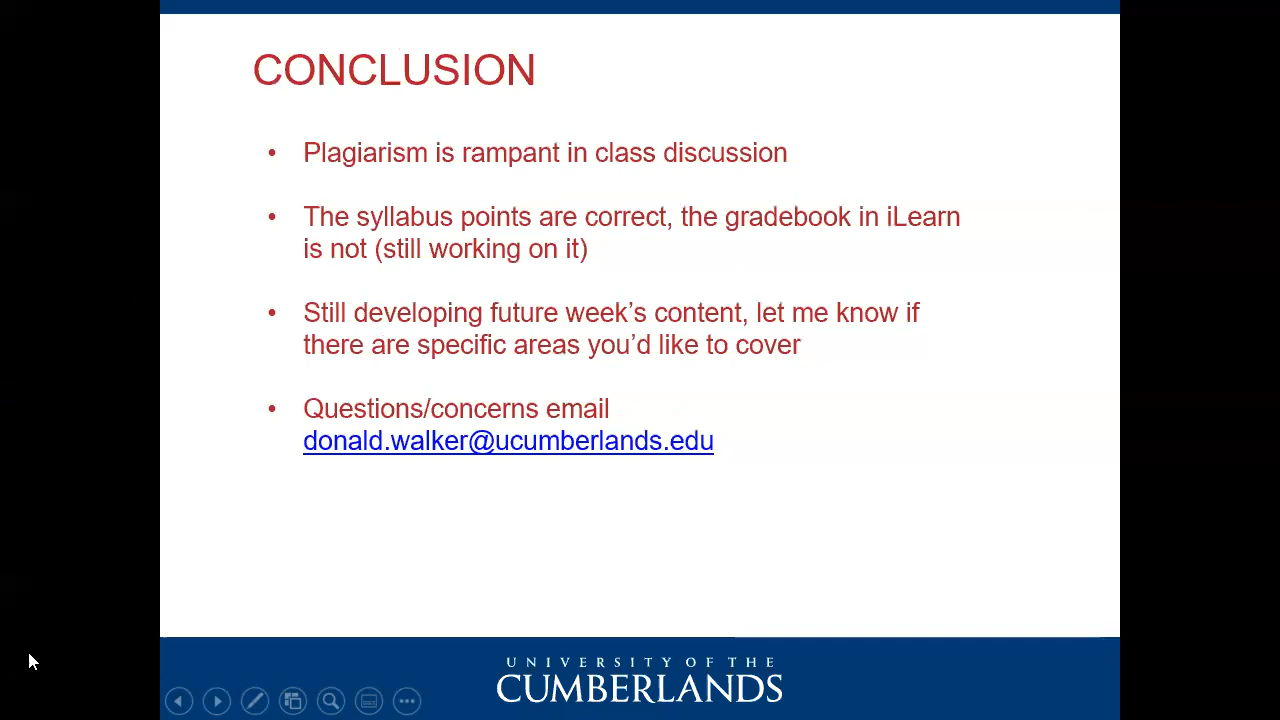 CONCLUSION
• Plagiarism is rampant in class discussion
• The syllabus points are correct, the gradebook in iLearn
is not (still working on it)
• Still developing future week’s content, let me know if
there are specific areas you’d like to cover
• Questions/concerns email
donald.walker@ucumberlands.edu
UNIVERSITY OF THE
CUMBERLANDS